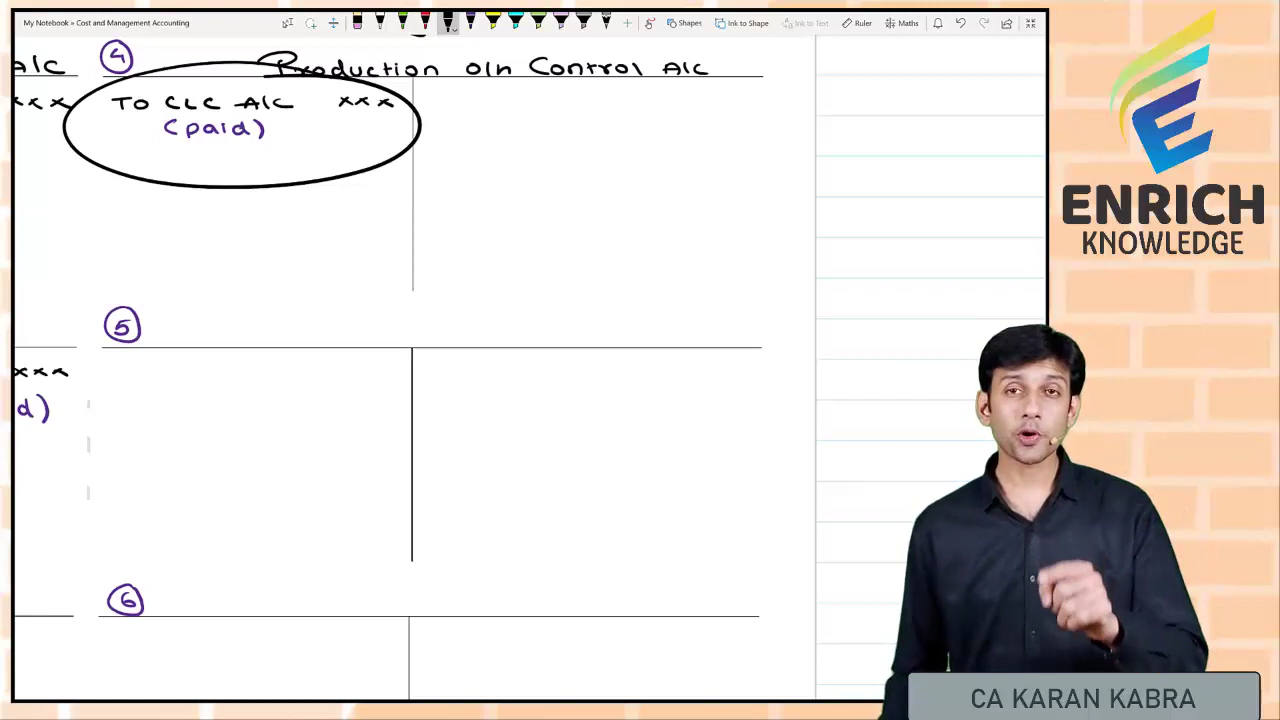 My Notebook » Cost and Management Accounting
Shapes
Ink to Shape
Ink to Text
Ruler
Maths
A/C
4
Production O/H Control A/C
xxx
TO CLC A/C xxx
(paid)
5
xxx
d)
6
ENRICH
KNOWLEDGE
CA KARAN KABRA